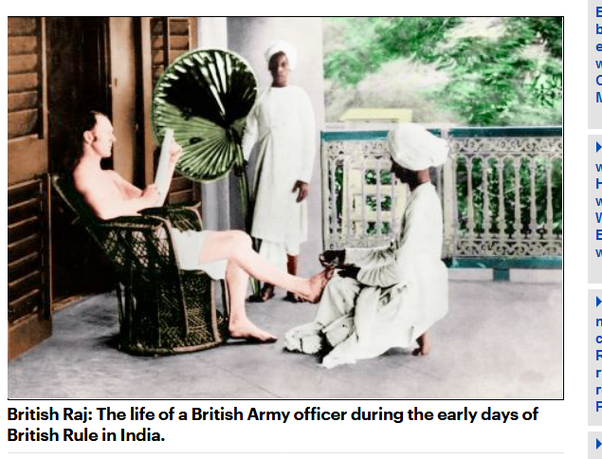 British Raj: The life of a British Army officer during the early days of
British Rule in India.